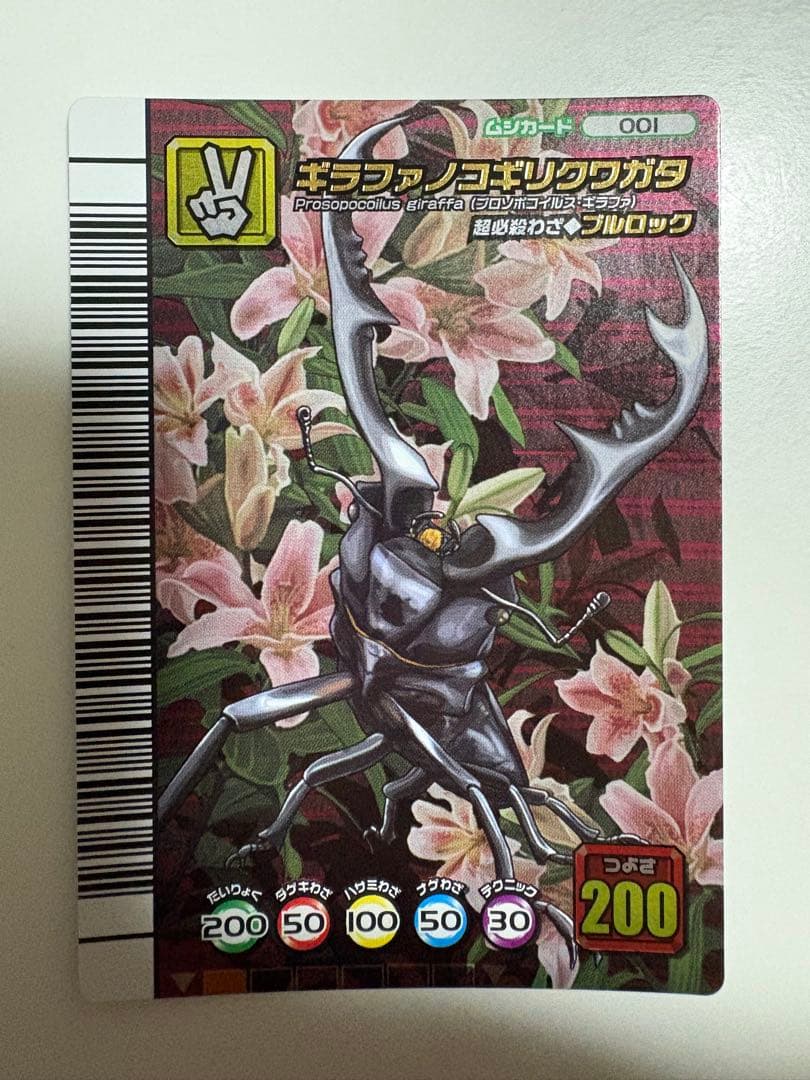 ムシカード 001
ギラファノコギリクワガタ
Prosopocoilus giraffa (プロソポコイルス・ギラファ)
超必殺わざ◆ブルロック
つよさ
200
たいりょく ダゲキわざ ハサミわざ ナゲわざ テクニック
200 50 100 50 30